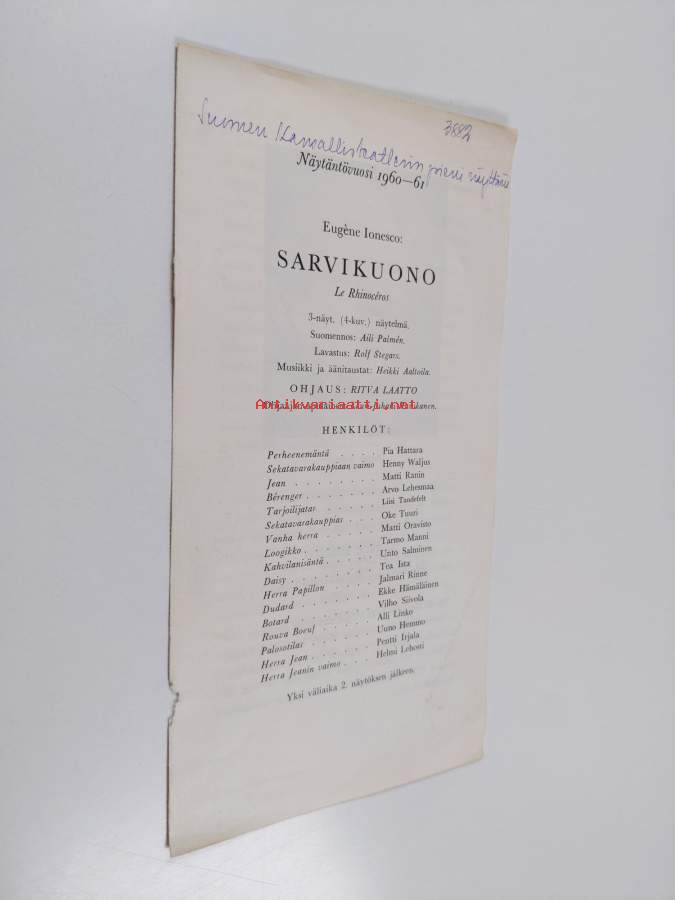 3882
Suomen Kansallisteatterin pieni näyttämö
Näytäntövuosi 1960—61
Eugène Ionesco:
SARVIKUONO
Le Rhinocéros
3-näyt. (4-kuv.) näytelmä.
Suomennos: Aili Palmén.
Lavastus: Rolf Stegars.
Musiikki ja äänitaustat: Heikki Aaltoila.
OHJAUS: RITVA LAATTO
Antikvariaatti.net
HENKILÖT:
Perheenemäntä . . . . Pia Hattara
Sekatavarakauppiaan vaimo Henny Waljus
Jean . . . . . . . . Matti Ranin
Bérenger . . . . . . . Arvo Lehesmaa
Tarjoilijatar . . . . . Liisi Tandefelt
Sekatavarakauppias . . . Oke Tuuri
Vanha herra . . . . . Matti Oravisto
Loogikko . . . . . . . Tarmo Manni
Kahvilanisäntä . . . . . Unto Salminen
Daisy . . . . . . . . Tea Ista
Herra Papillon . . . . Jalmari Rinne
Dudard . . . . . . . Ekke Hämäläinen
Botard . . . . . . . Vilho Siivola
Rouva Boeuf . . . . . Alli Linko
Palosotilas . . . . . . Uuno Hemmo
Herra Jean . . . . . . Pentti Irjala
Herra Jeanin vaimo . . . Helmi Lehosti
Yksi väliaika 2. näytöksen jälkeen.